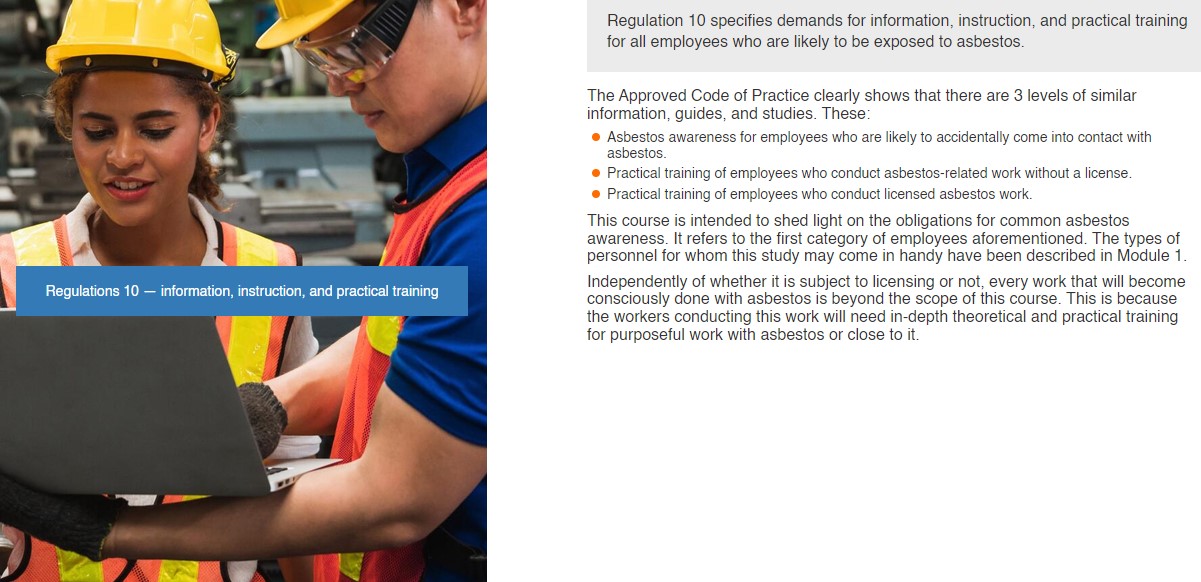 Regulations 10 — information, instruction, and practical training
Regulation 10 specifies demands for information, instruction, and practical training
for all employees who are likely to be exposed to asbestos.
The Approved Code of Practice clearly shows that there are 3 levels of similar
information, guides, and studies. These:
Asbestos awareness for employees who are likely to accidentally come into contact with
asbestos.
Practical training of employees who conduct asbestos-related work without a license.
Practical training of employees who conduct licensed asbestos work.
This course is intended to shed light on the obligations for common asbestos
awareness. It refers to the first category of employees aforementioned. The types of
personnel for whom this study may come in handy have been described in Module 1.
Independently of whether it is subject to licensing or not, every work that will become
consciously done with asbestos is beyond the scope of this course. This is because
the workers conducting this work will need in-depth theoretical and practical training
for purposeful work with asbestos or close to it.